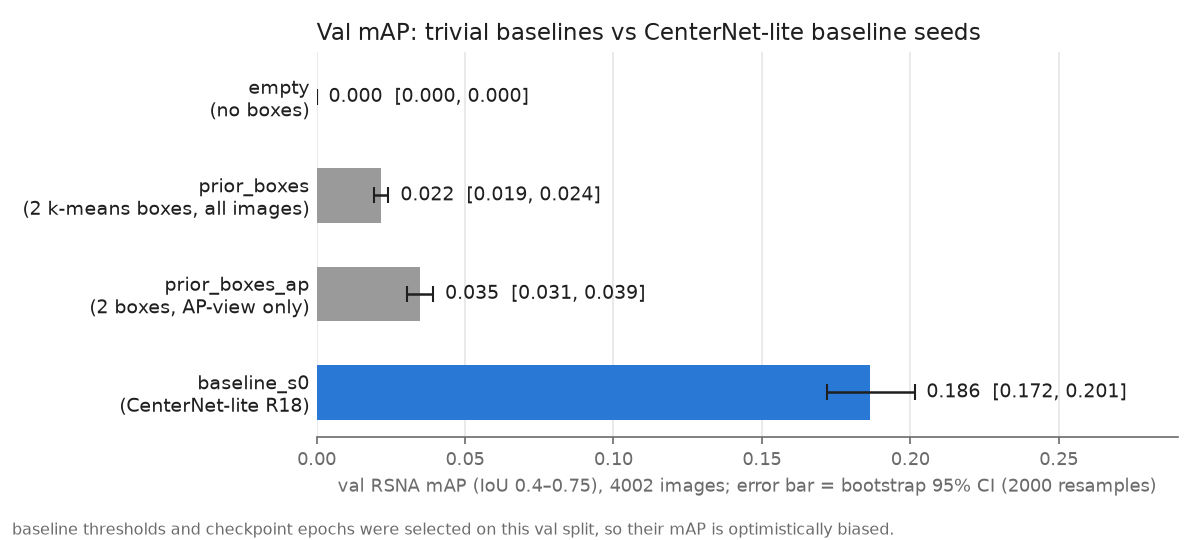 Val mAP: trivial baselines vs CenterNet-lite baseline seeds
empty
(no boxes)
0.000 [0.000, 0.000]
prior_boxes
(2 k-means boxes, all images)
0.022 [0.019, 0.024]
prior_boxes_ap
(2 boxes, AP-view only)
0.035 [0.031, 0.039]
baseline_s0
(CenterNet-lite R18)
0.186 [0.172, 0.201]
0.00 0.05 0.10 0.15 0.20 0.25
val RSNA mAP (IoU 0.4–0.75), 4002 images; error bar = bootstrap 95% CI (2000 resamples)
baseline thresholds and checkpoint epochs were selected on this val split, so their mAP is optimistically biased.